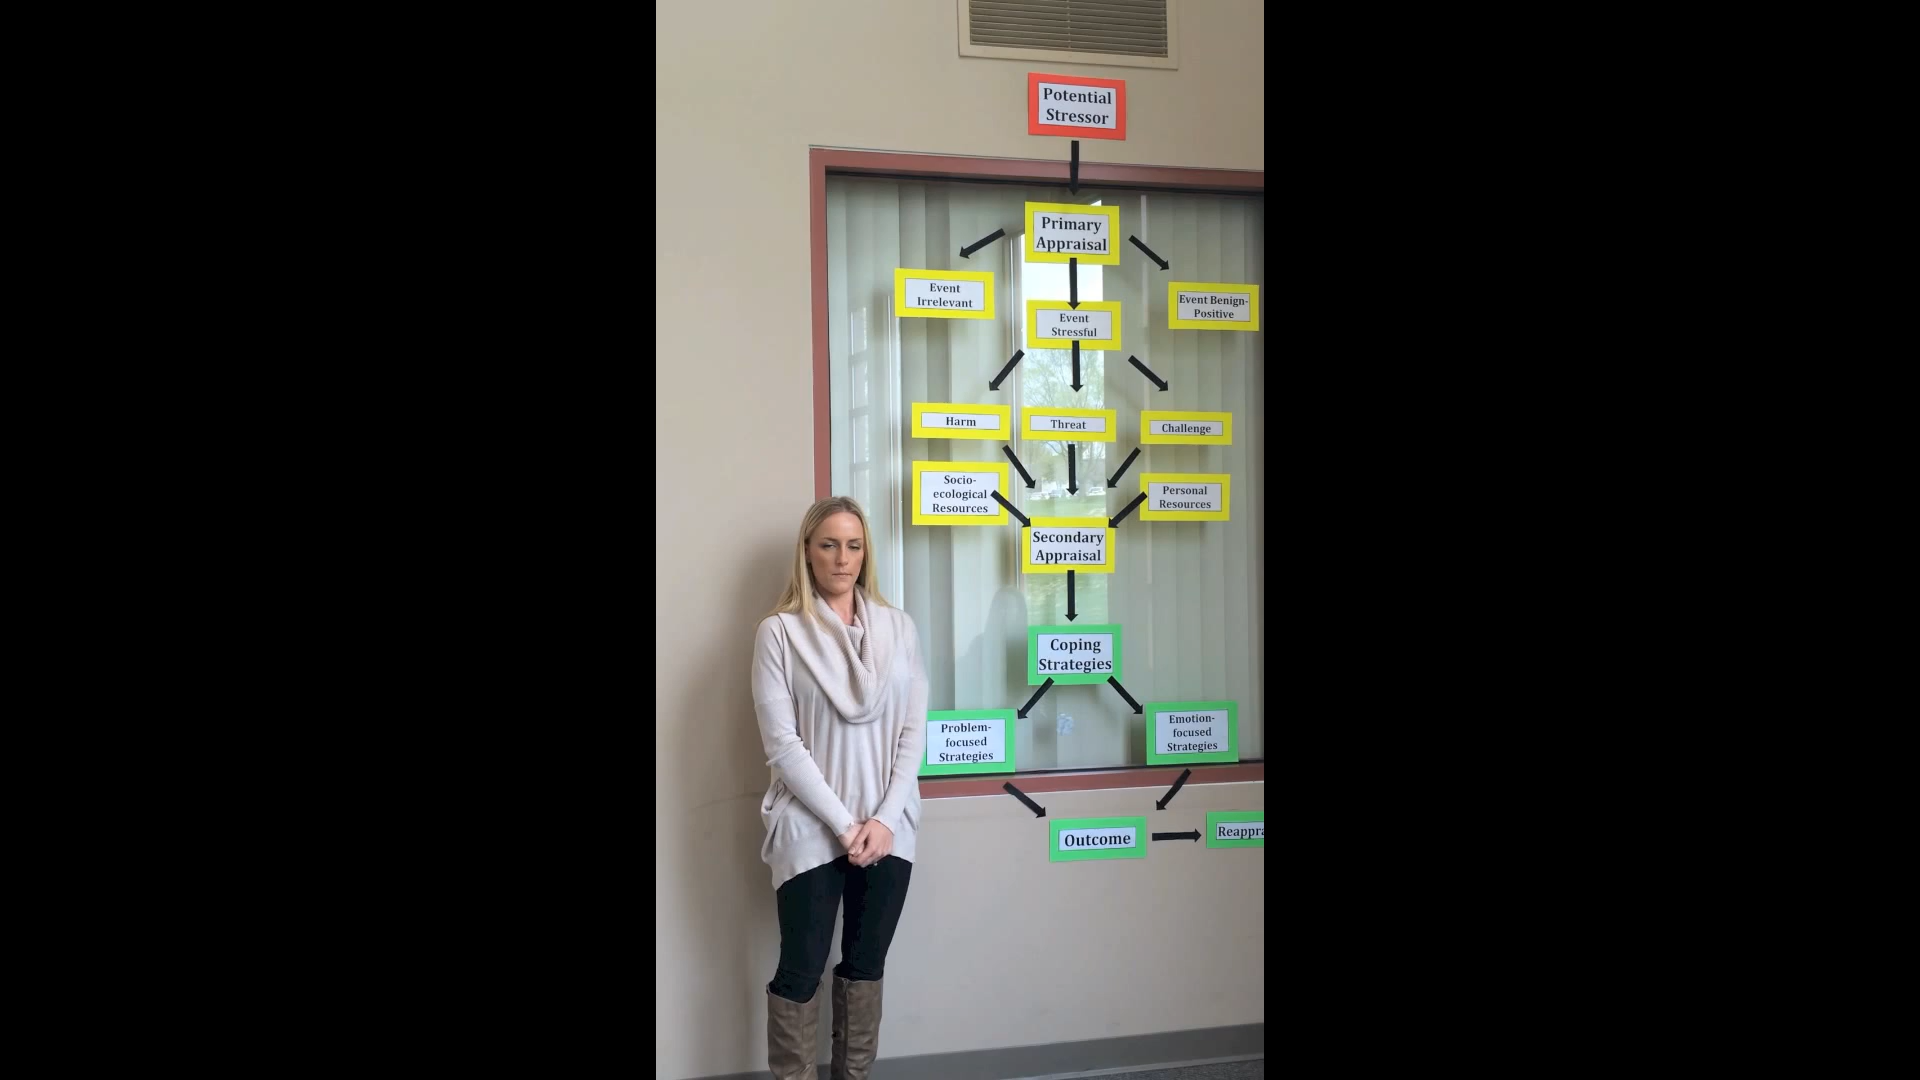 Potential
Stressor
Primary
Appraisal
Event
Irrelevant
Event
Stressful
Event Benign-
Positive
Harm
Threat
Challenge
Socio-
ecological
Resources
Personal
Resources
Secondary
Appraisal
Coping
Strategies
Problem-
focused
Strategies
Emotion-
focused
Strategies
Outcome
Reappra